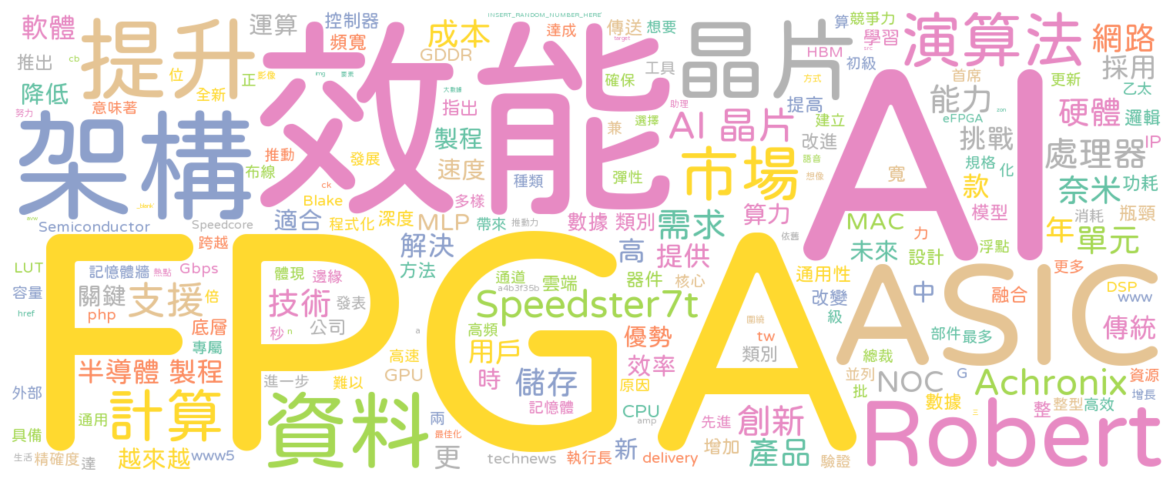 INSERT_RANDOM_NUMBER_HERE
軟體
提升
運算
控制器
頻寬
GDDR
成本
達成
傳送
想要
確保
工具
晶片
HBM
算
競爭力
學習
初級
演算法
網路
採用
推出
降低
意味著
位
全新
影像
正
效能
指出
製程
兼
選擇
AI 晶片
提高
建立
改進
首席
能力
eFPGA
更新
乙太
硬體
邏輯
IP
努力
架構
推動
布線
發展
ck
Blake
程式化
深度
速度
多樣
種類
彈性
市場
語音
想像
寬
AI
挑戰
規格
化
款
模型
處理器
奈米
功耗
消耗
瓶頸
Semiconductor
Speedcore
跨越
適合
MLP
帶來
推動力
數據
類別
需求
算力
依舊
MAC
未來
力
設計
浮點
年
單元
LUT
容量
href
記憶體牆
熱點
Gbps
FPGA
體現
邊緣
解決
方法
通道
a4b3f35b
雲端
器件
高
提供
核心
通用性
改變
級
中
融合
更多
DSP
www
傳統
關鍵
php
支援
倍
底層
專屬
技術
秒
n
發表
公司
Speedster7t
高頻
用戶
優勢
tw
類別
ASIC
部件
最多
總裁
外部
半導體 製程
進一步
難以
高速
GPU
時
儲存
記憶體
效率
原因
CPU
amp
先進
創新
並列
批
NOC
數據
G
Achronix
資源
增長
整
整型
高效
具備
生活
通用
精確度
達
計算
越來越
www5
資料
兩
最佳化
更
technews
執行長
新
delivery
增加
產品
驗證
Robert